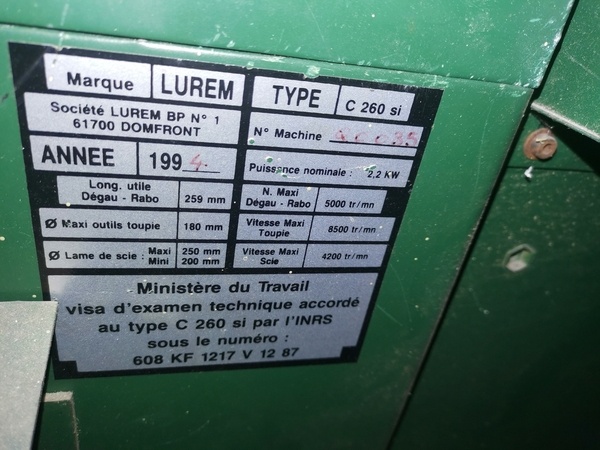 Marque LUREM TYPE C 260 si
Société LUREM BP N° 1
61700 DOMFRONT
N° Machine
ANNEE 1994
Puissance nominale : 2,2 KW
Long. utile
Dégau - Rabo 259 mm
N. Maxi
Dégau - Rabo 5000 tr/mn
Ø Maxi outils toupie 180 mm
Vitesse Maxi
Toupie 8500 tr/mn
Ø Lame de scie : Maxi 250 mm
Mini 200 mm
Vitesse Maxi
Scie 4200 tr/mn
Ministère du Travail
visa d'examen technique accordé
au type C 260 si par l'INRS
sous le numéro :
608 KF 1217 V 12 87